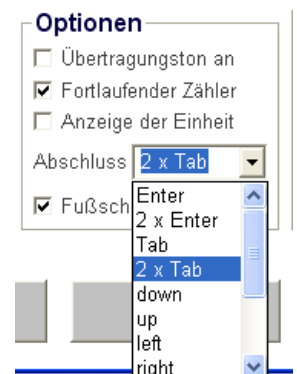 Optionen
Übertragungston an
Fortlaufender Zähler
Anzeige der Einheit
Abschluss 2 x Tab
Fußsch
Enter
2 x Enter
Tab
2 x Tab
down
up
left
right